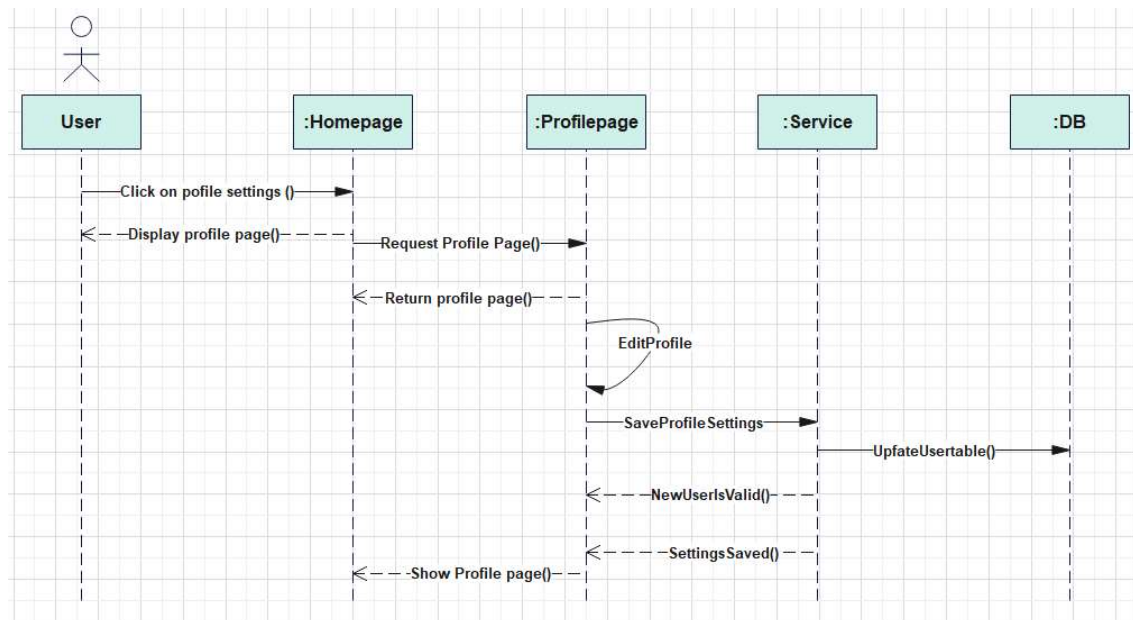 User
:Homepage
:Profilepage
:Service
:DB
Click on pofile settings ()
Display profile page()
Request Profile Page()
Return profile page()
EditProfile
SaveProfileSettings
UpfateUsertable()
NewUserIsValid()
SettingsSaved()
Show Profile page()